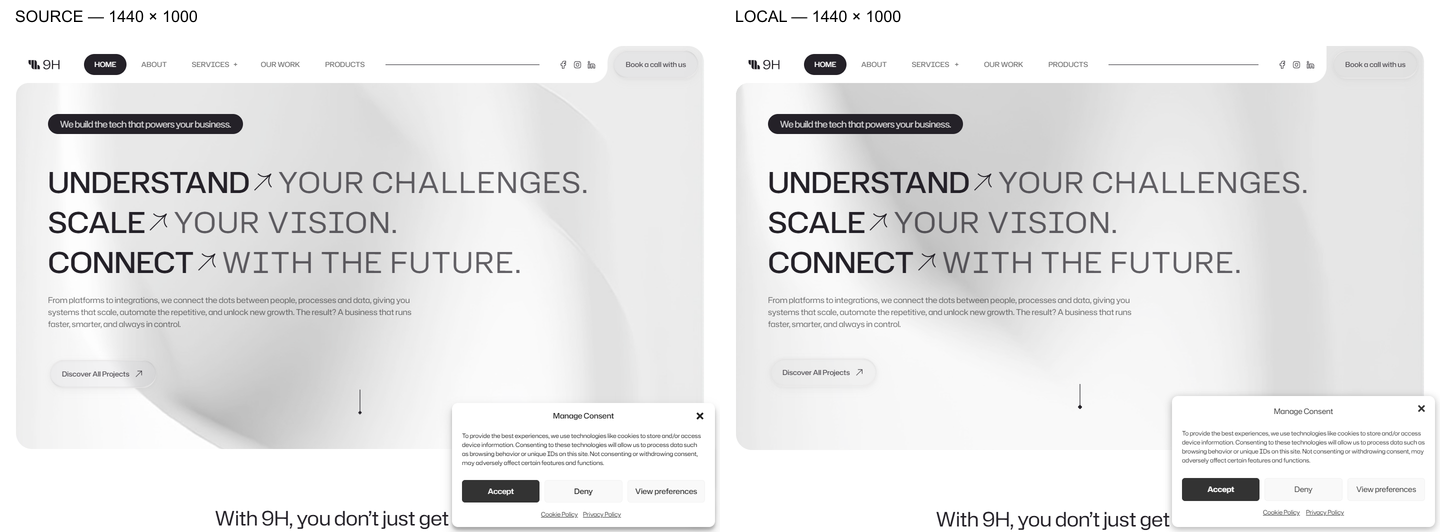 SOURCE — 1440 × 1000
9H HOME ABOUT SERVICES + OUR WORK PRODUCTS Book a call with us
We build the tech that powers your business.
UNDERSTAND YOUR CHALLENGES.
SCALE YOUR VISION.
CONNECT WITH THE FUTURE.
From platforms to integrations, we connect the dots between people, processes and data, giving you
systems that scale, automate the repetitive, and unlock new growth. The result? A business that runs
faster, smarter, and always in control.
Discover All Projects
Manage Consent
To provide the best experiences, we use technologies like cookies to store and/or access
device information. Consenting to these technologies will allow us to process data such
as browsing behavior or unique IDs on this site. Not consenting or withdrawing consent,
may adversely affect certain features and functions.
Accept Deny View preferences
Cookie Policy Privacy Policy
With 9H, you don't just get
LOCAL — 1440 × 1000
9H HOME ABOUT SERVICES + OUR WORK PRODUCTS Book a call with us
We build the tech that powers your business.
UNDERSTAND YOUR CHALLENGES.
SCALE YOUR VISION.
CONNECT WITH THE FUTURE.
From platforms to integrations, we connect the dots between people, processes and data, giving you
systems that scale, automate the repetitive, and unlock new growth. The result? A business that runs
faster, smarter, and always in control.
Discover All Projects
Manage Consent
To provide the best experiences, we use technologies like cookies to store and/or access
device information. Consenting to these technologies will allow us to process data such
as browsing behavior or unique IDs on this site. Not consenting or withdrawing consent,
may adversely affect certain features and functions.
Accept Deny View preferences
Cookie Policy Privacy Policy
With 9H, you don't just get